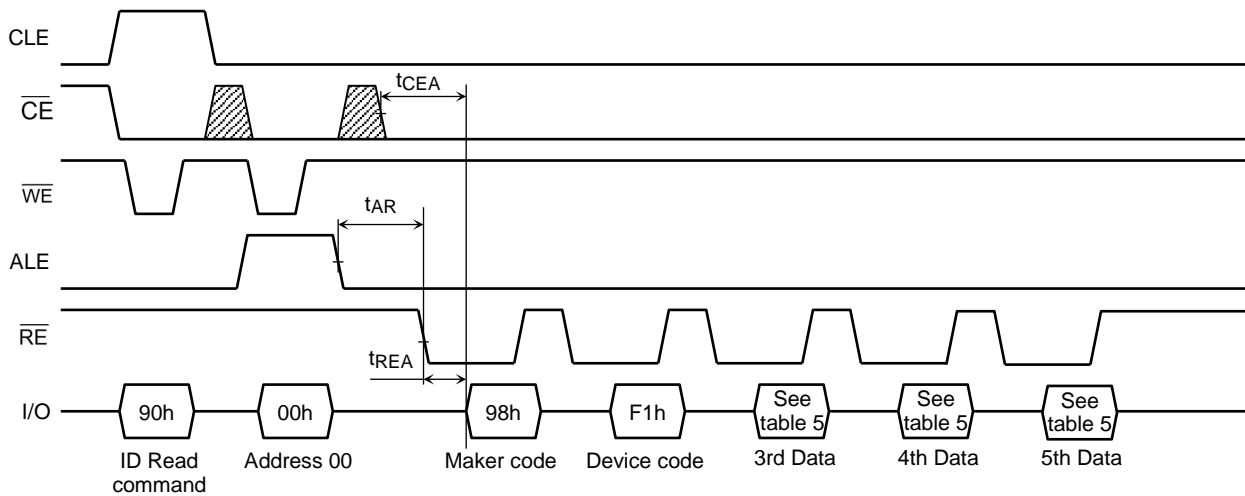 CLE
CE
tCEA
WE
tAR
ALE
RE
tREA
I/O
90h
00h
98h
F1h
See
table 5
See
table 5
See
table 5
ID Read
command
Address 00
Maker code
Device code
3rd Data
4th Data
5th Data